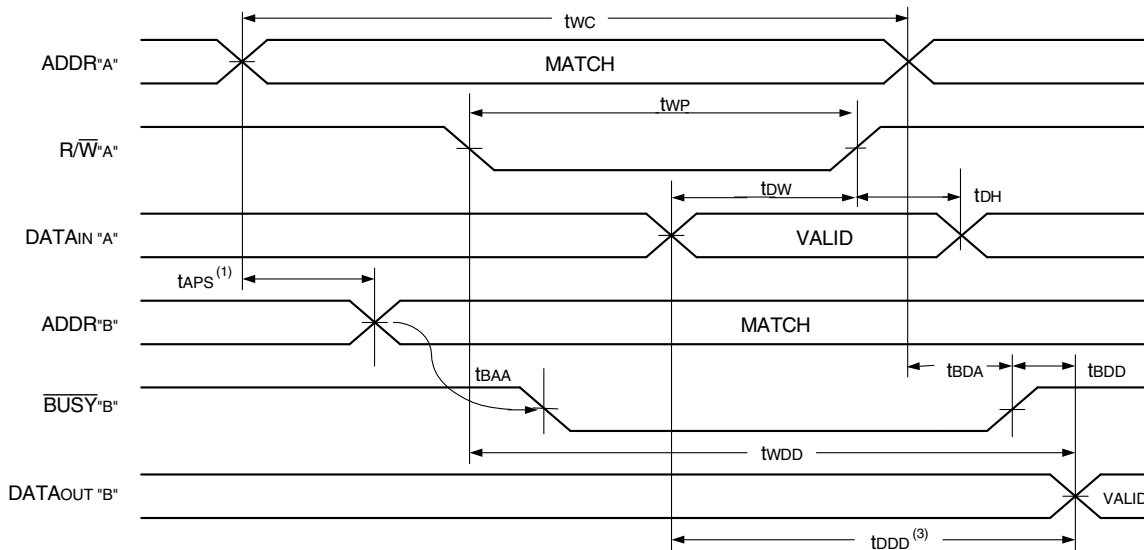 tWC
ADDR"A"
MATCH
tWP
R/W"A"
tDW
tDH
DATAIN "A"
VALID
tAPS(1)
ADDR"B"
MATCH
tBAA
tBDA
tBDD
BUSY"B"
tWDD
DATAOUT "B"
VALID
tDDD(3)